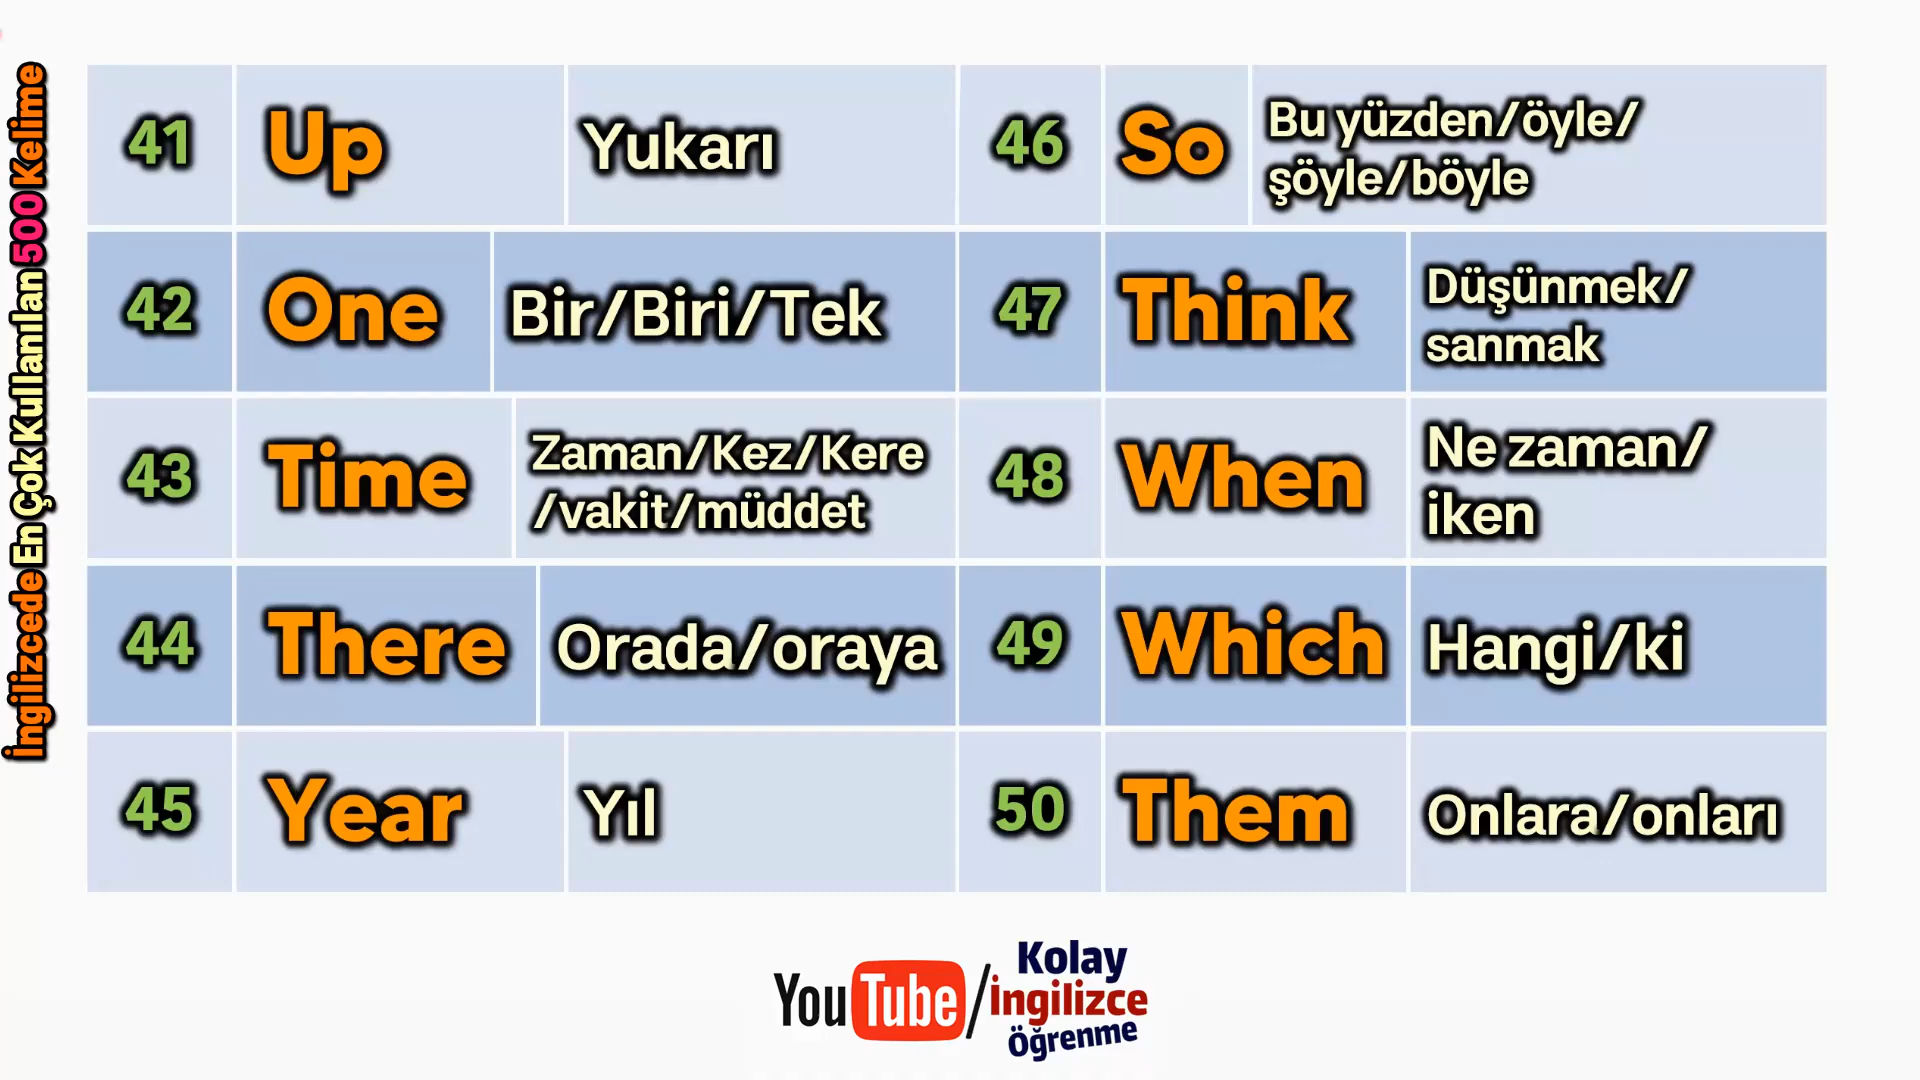 İngilizcede En Çok Kullanılan 500 Kelime
41 Up Yukarı
42 One Bir/Biri/Tek
43 Time Zaman/Kez/Kere
/vakit/müddet
44 There Orada/oraya
45 Year Yıl
46 So Bu yüzden/öyle/
şöyle/böyle
47 Think Düşünmek/
sanmak
48 When Ne zaman/
iken
49 Which Hangi/ki
50 Them Onlara/onları
YouTube/Kolay
İngilizce
Öğrenme